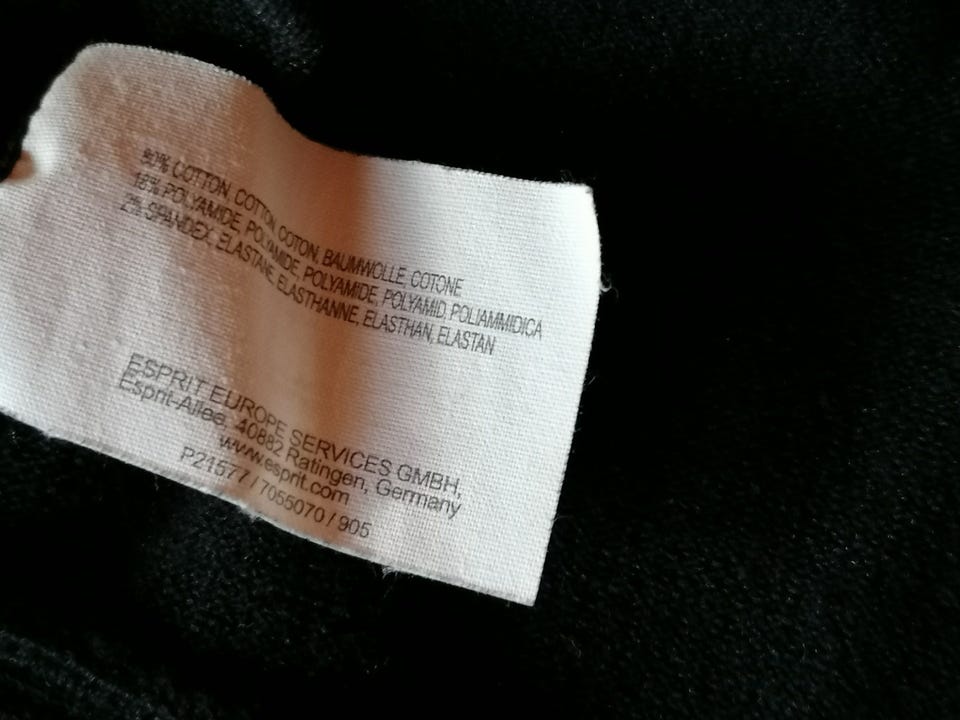 80% COTTON, COTTON, COTON, BAUMWOLLE, COTONE
18% POLYAMIDE, POLYAMIDE, POLYAMIDE, POLYAMID, POLIAMMIDICA
2% SPANDEX, ELASTANE, ELASTHANNE, ELASTHAN, ELASTAN
ESPRIT EUROPE SERVICES GMBH,
Esprit-Allee, 40882 Ratingen, Germany
www.esprit.com
P21577 / 7055070 / 905